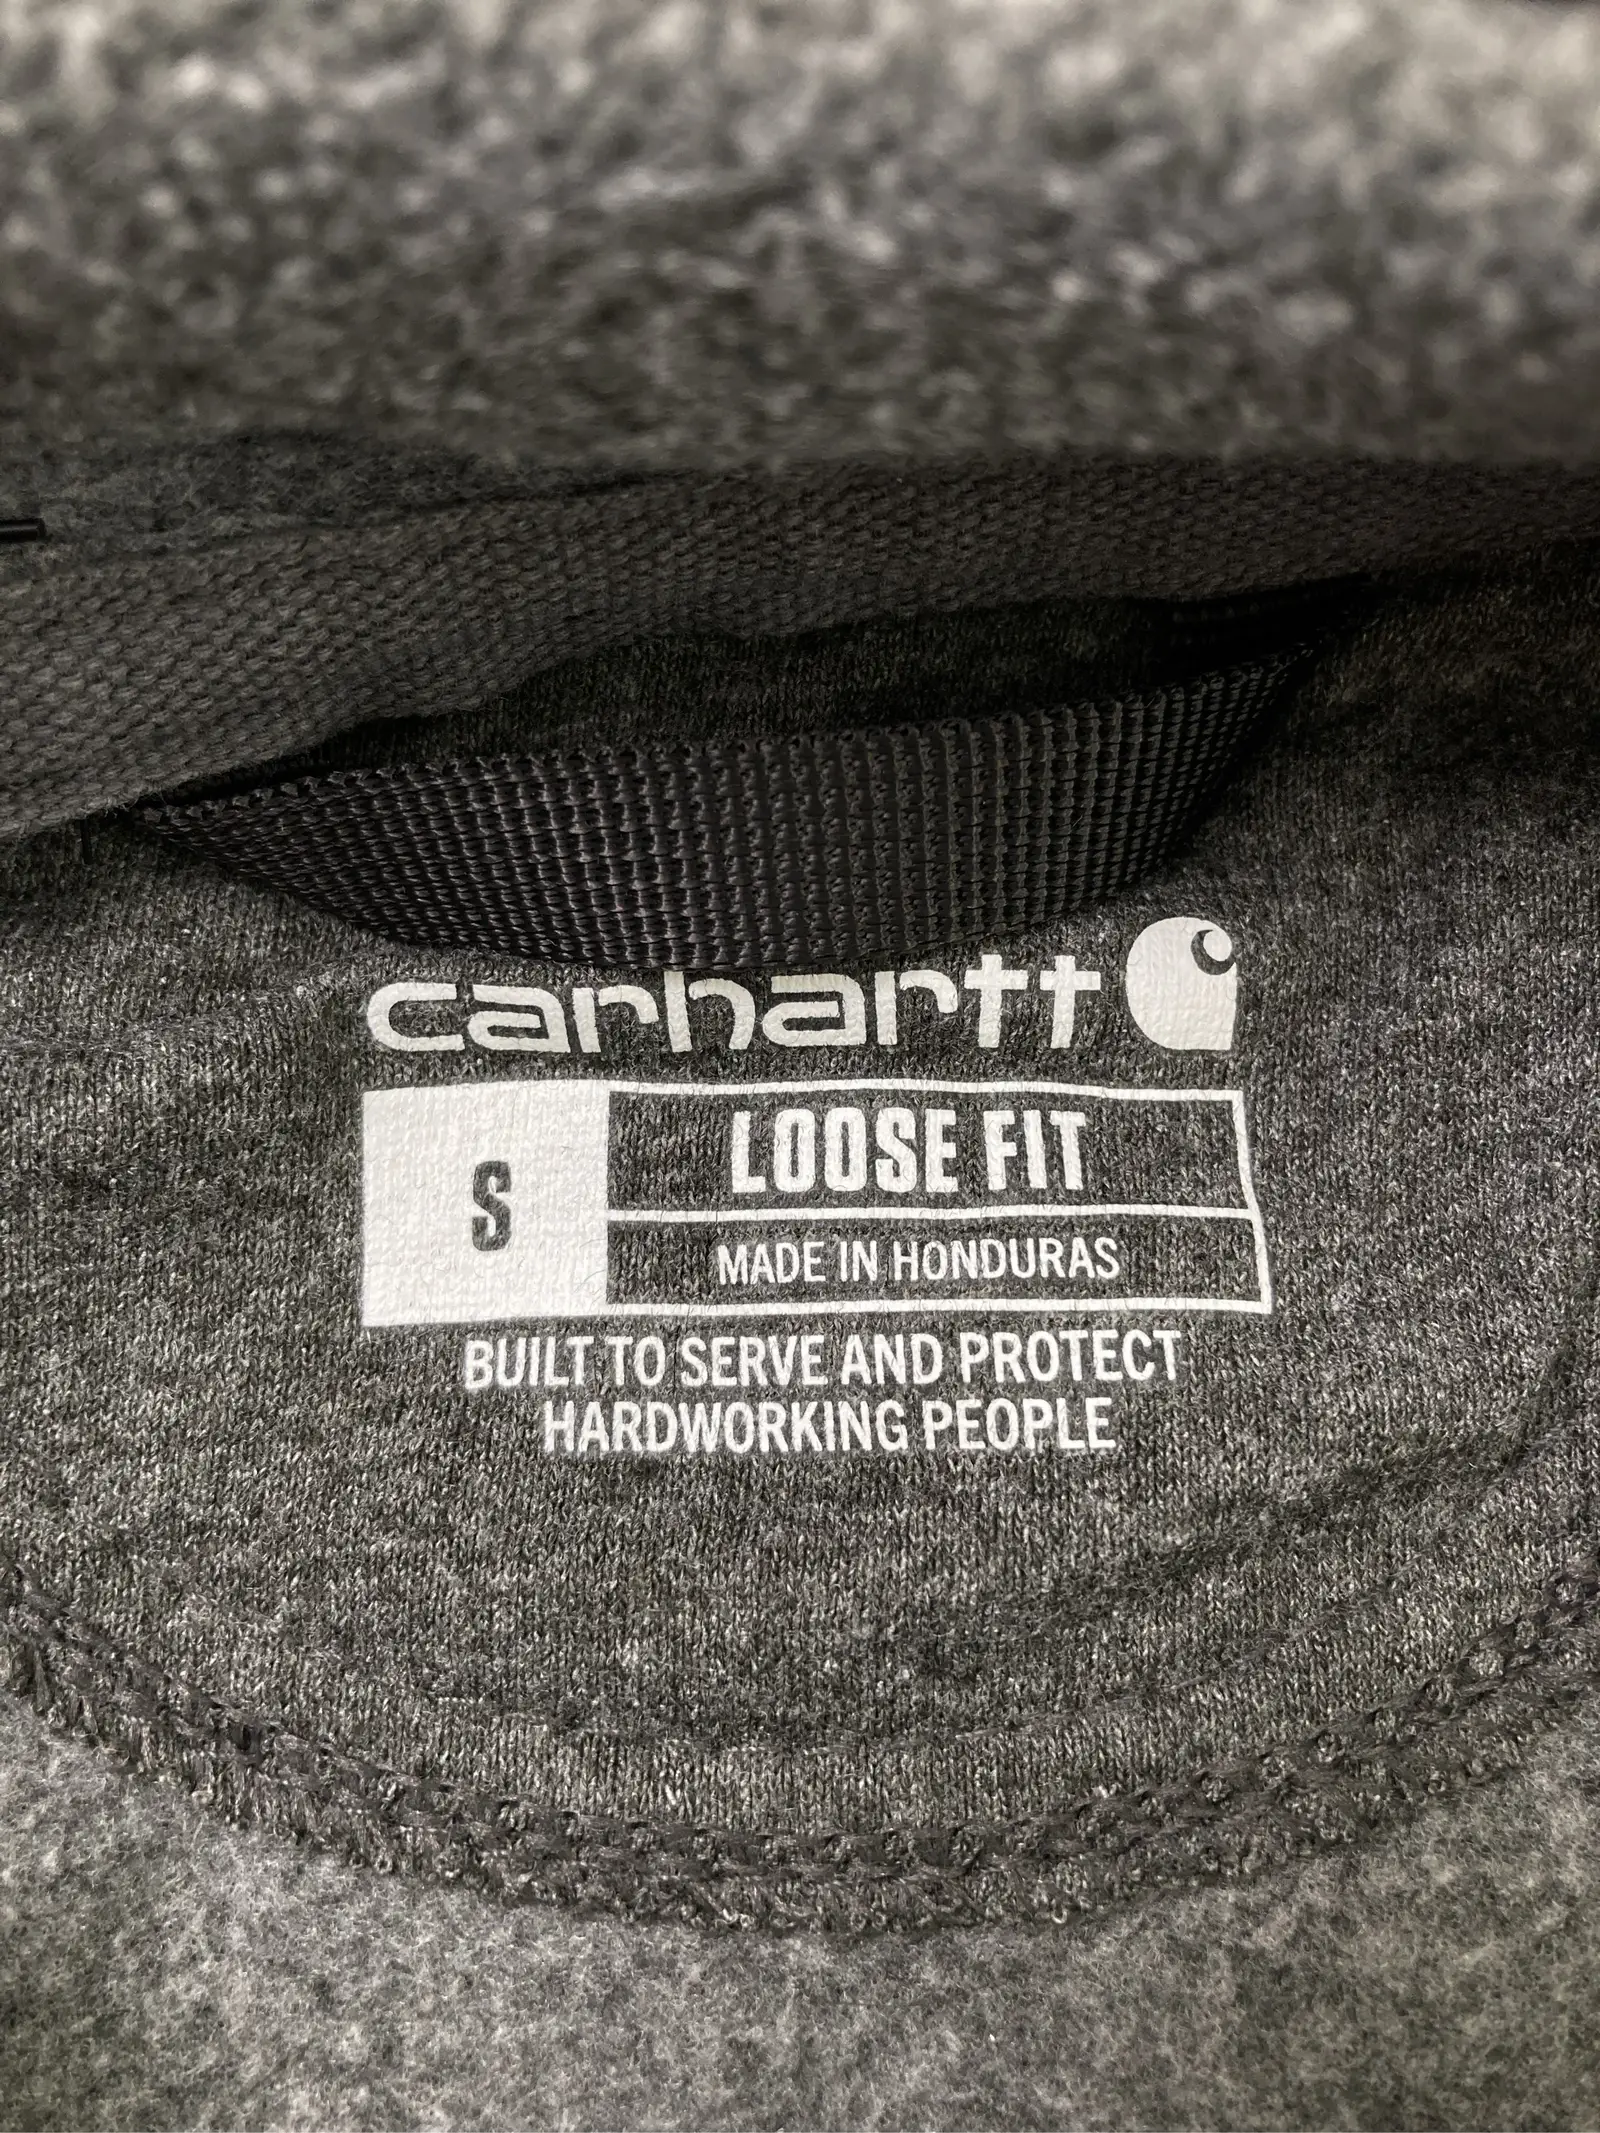 carhartt
S
LOOSE FIT
MADE IN HONDURAS
BUILT TO SERVE AND PROTECT
HARDWORKING PEOPLE